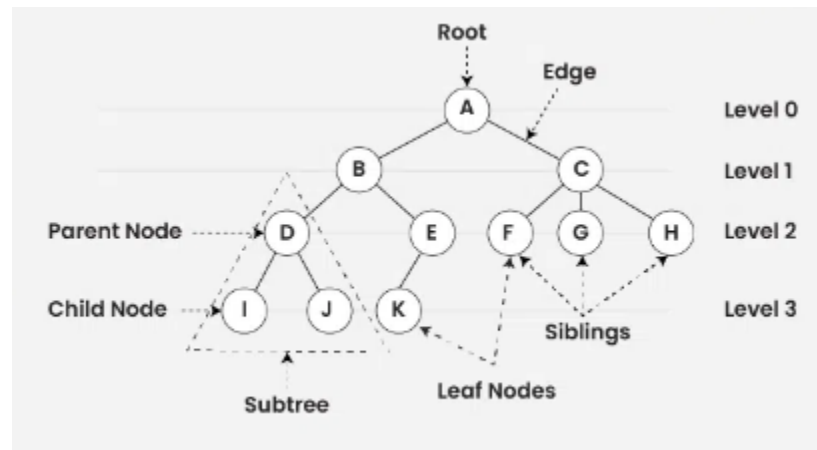 Root
Edge
A
Level 0
B
C
Level 1
Parent Node
D
E
F
G
H
Level 2
Child Node
I
J
K
Level 3
Siblings
Leaf Nodes
Subtree